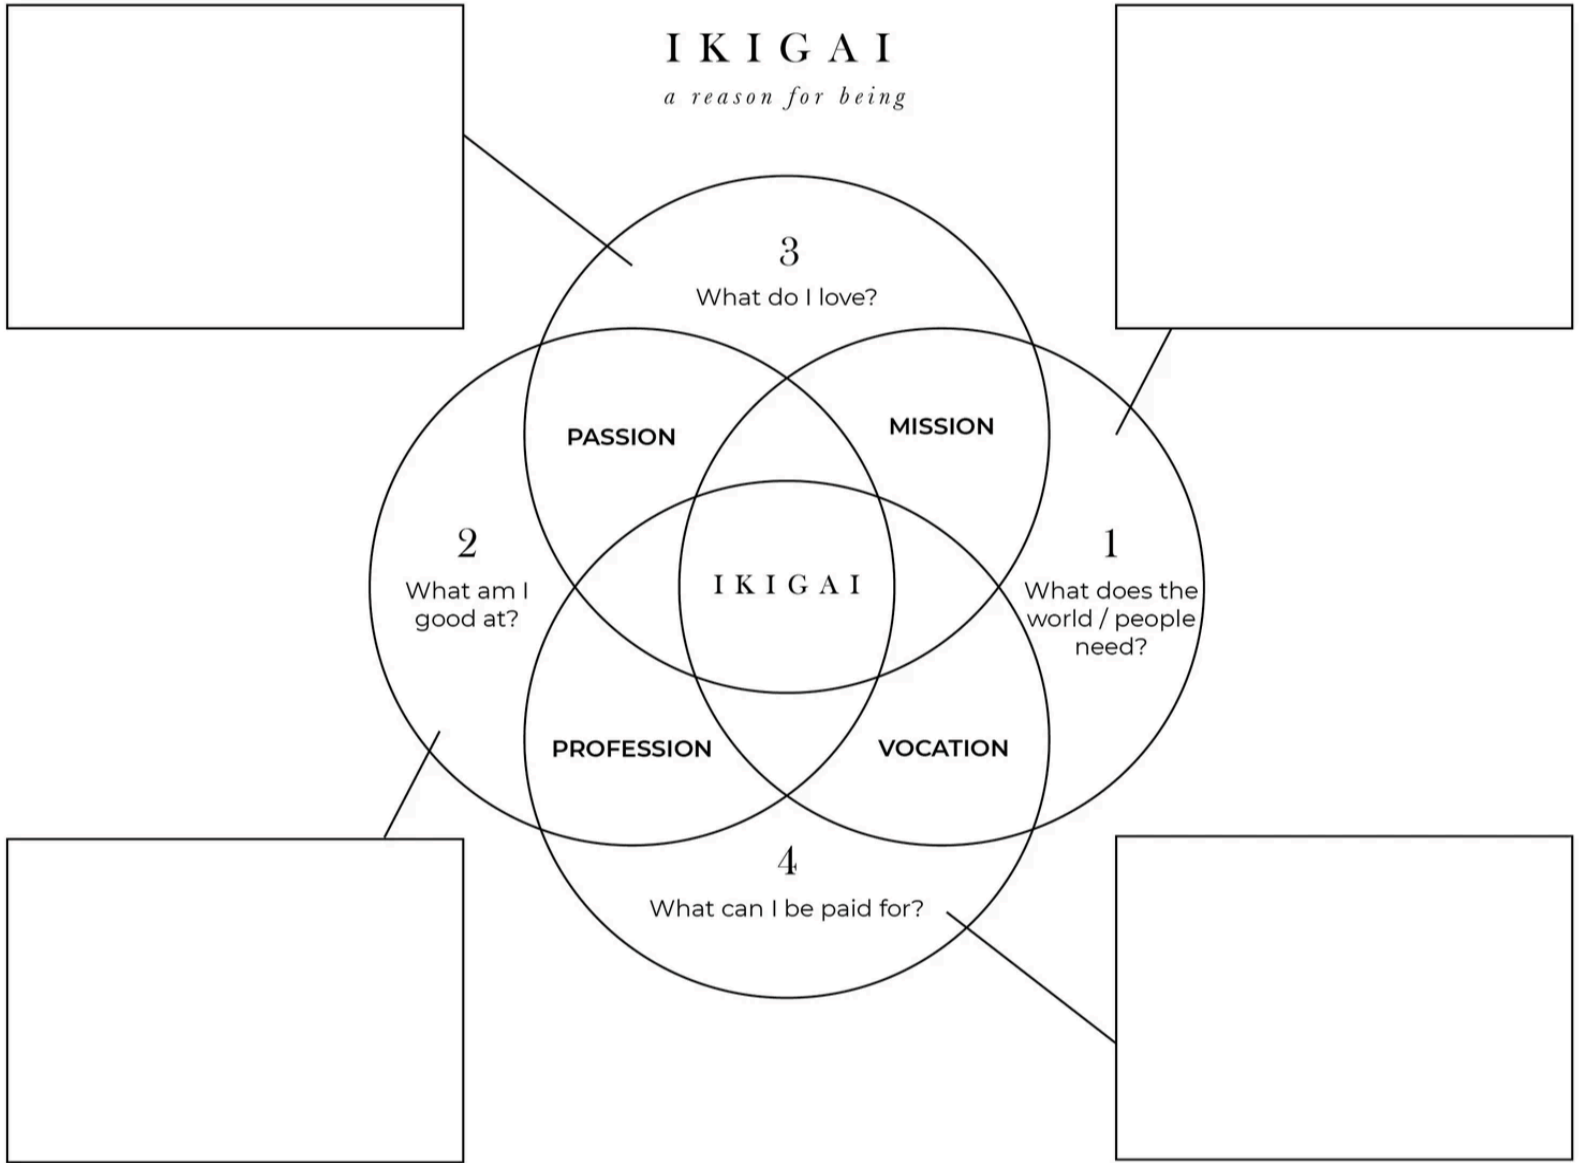 IKIGAI
a reason for being
3
What do I love?
PASSION
MISSION
2
What am I
good at?
IKIGAI
1
What does the
world / people
need?
PROFESSION
VOCATION
4
What can I be paid for?